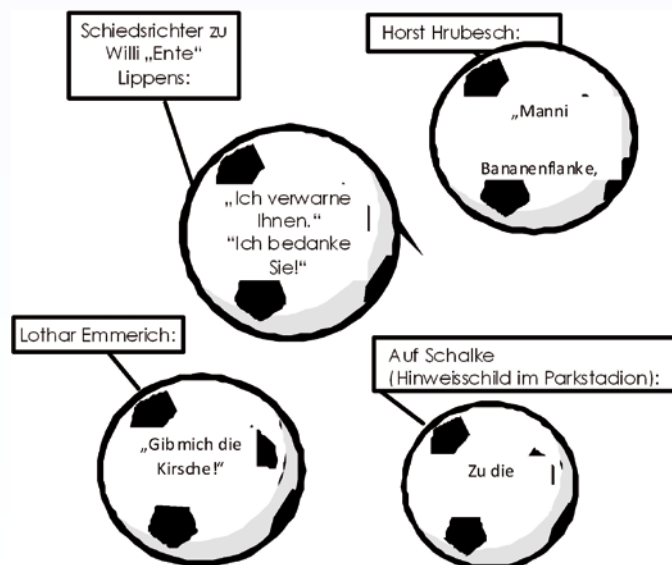 Schiedsrichter zu
Willi „Ente“
Lippens:
„Ich verwarne
Ihnen.“
“Ich bedanke
Sie!“
Horst Hrubesch:
„Manni
Bananenflanke,
Lothar Emmerich:
„Gib mich die
Kirsche!“
Auf Schalke
(Hinweisschild im Parkstadion):
Zu die